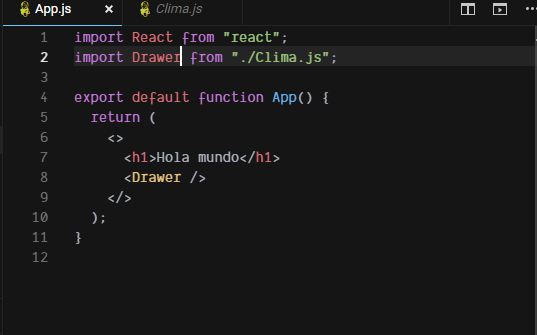 App.js × Clima.js
1 import React from "react";
2 import Drawer from "./Clima.js";
3
4 export default function App() {
5   return (
6     <>
7       <h1>Hola mundo</h1>
8       <Drawer />
9     </>
10   );
11 }
12